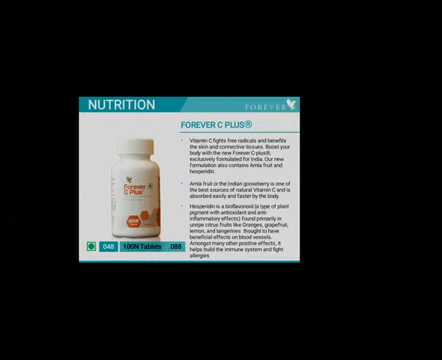 NUTRITION
FOREVER
FOREVER C PLUS®
• Vitamin C fights free radicals and benefits
the skin and connective tissues. Boost your
body with the new Forever C-plus®,
exclusively formulated for India. Our new
formulation also contains Amla fruit and
hesperidin.
• Amla fruit or the Indian gooseberry is one of
the best sources of natural Vitamin C and is
absorbed easily and faster by the body.
• Hesperidin is a bioflavonoid (a type of plant
pigment with antioxidant and anti-
inflammatory effects) found primarily in
unripe citrus fruits like Oranges, grapefruit,
lemon, and tangerines thought to have
beneficial effects on blood vessels.
Amongst many other positive effects, it
helps build the immune system and fight
allergies
Forever
C Plus
048 100N Tablets .088